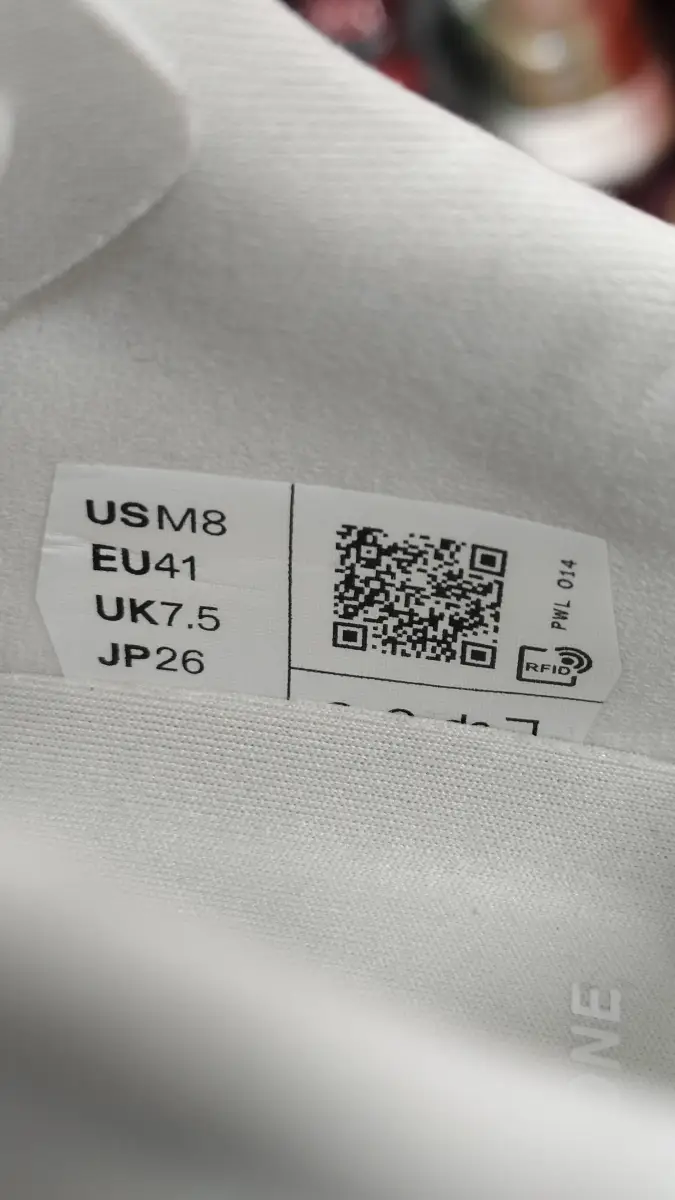 USM8
EU41
UK7.5
JP26
PWL 014
RFID